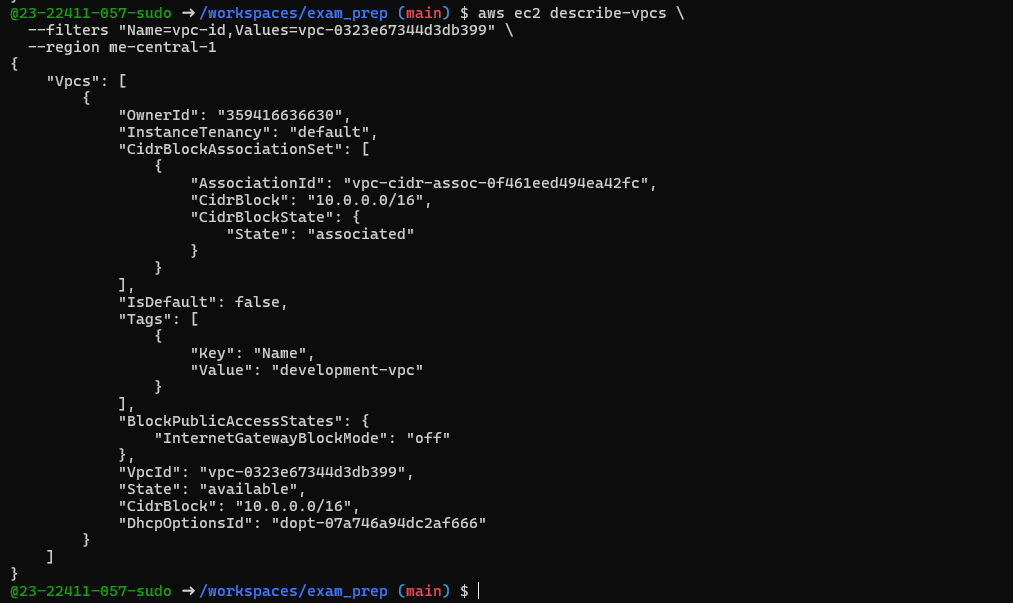 @23-22411-057-sudo ➜ /workspaces/exam_prep (main) $ aws ec2 describe-vpcs \
  --filters "Name=vpc-id,Values=vpc-0323e67344d3db399" \
  --region me-central-1
{
    "Vpcs": [
        {
            "OwnerId": "359416636630",
            "InstanceTenancy": "default",
            "CidrBlockAssociationSet": [
                {
                    "AssociationId": "vpc-cidr-assoc-0f461eed494ea42fc",
                    "CidrBlock": "10.0.0.0/16",
                    "CidrBlockState": {
                        "State": "associated"
                    }
                }
            ],
            "IsDefault": false,
            "Tags": [
                {
                    "Key": "Name",
                    "Value": "development-vpc"
                }
            ],
            "BlockPublicAccessStates": {
                "InternetGatewayBlockMode": "off"
            },
            "VpcId": "vpc-0323e67344d3db399",
            "State": "available",
            "CidrBlock": "10.0.0.0/16",
            "DhcpOptionsId": "dopt-07a746a94dc2af666"
        }
    ]
}
@23-22411-057-sudo ➜ /workspaces/exam_prep (main) $